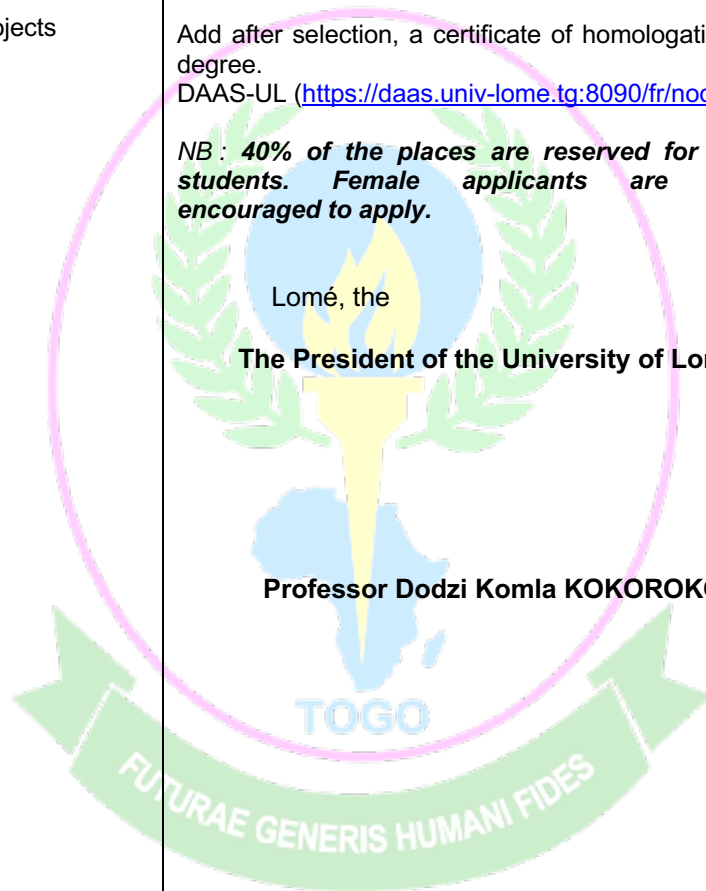 ojects
Add after selection, a certificate of homologati
degree.
DAAS-UL (https://daas.univ-lome.tg:8090/fr/noc
NB : 40% of the places are reserved for
students. Female applicants are
encouraged to apply.
Lomé, the
The President of the University of Lo
Professor Dodzi Komla KOKOROKO
TOGO
FUTURAE GENERIS HUMANI FIDES